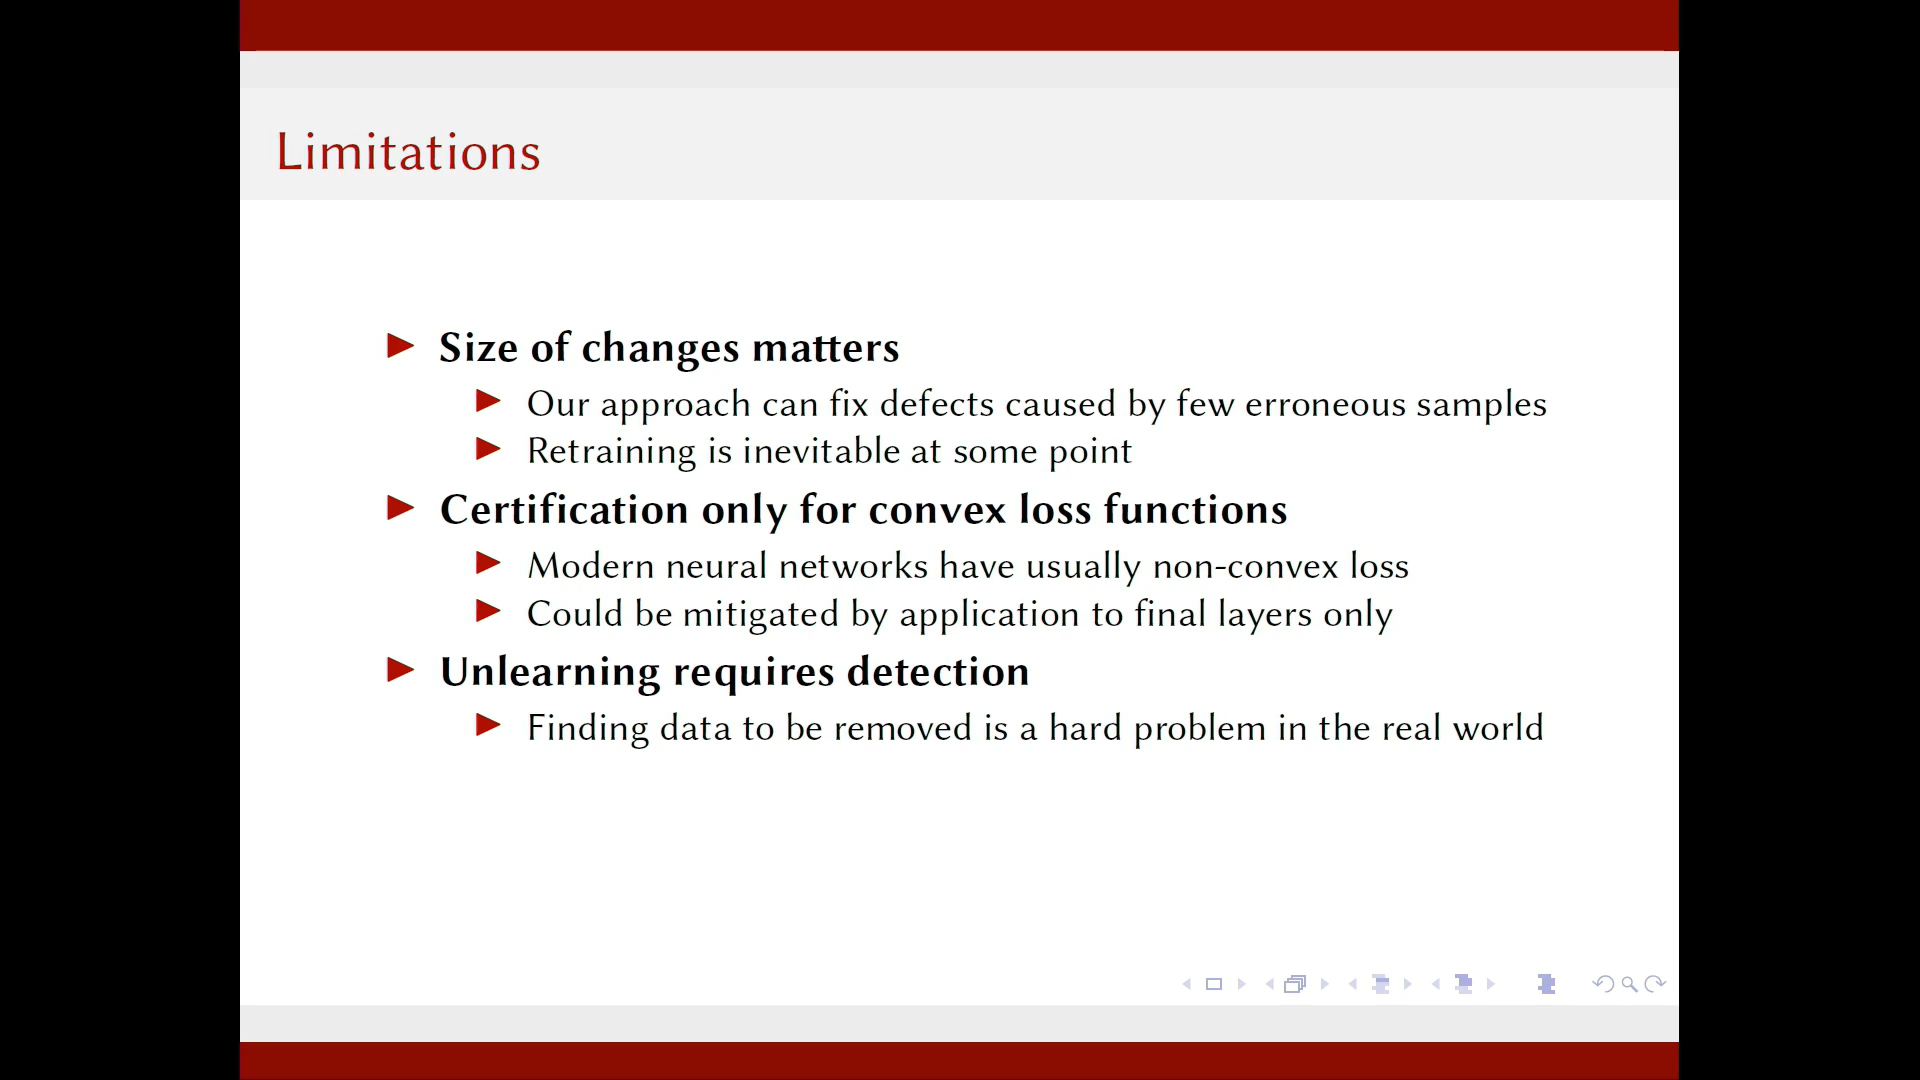 Limitations
Size of changes matters
Our approach can fix defects caused by few erroneous samples
Retraining is inevitable at some point
Certification only for convex loss functions
Modern neural networks have usually non-convex loss
Could be mitigated by application to final layers only
Unlearning requires detection
Finding data to be removed is a hard problem in the real world